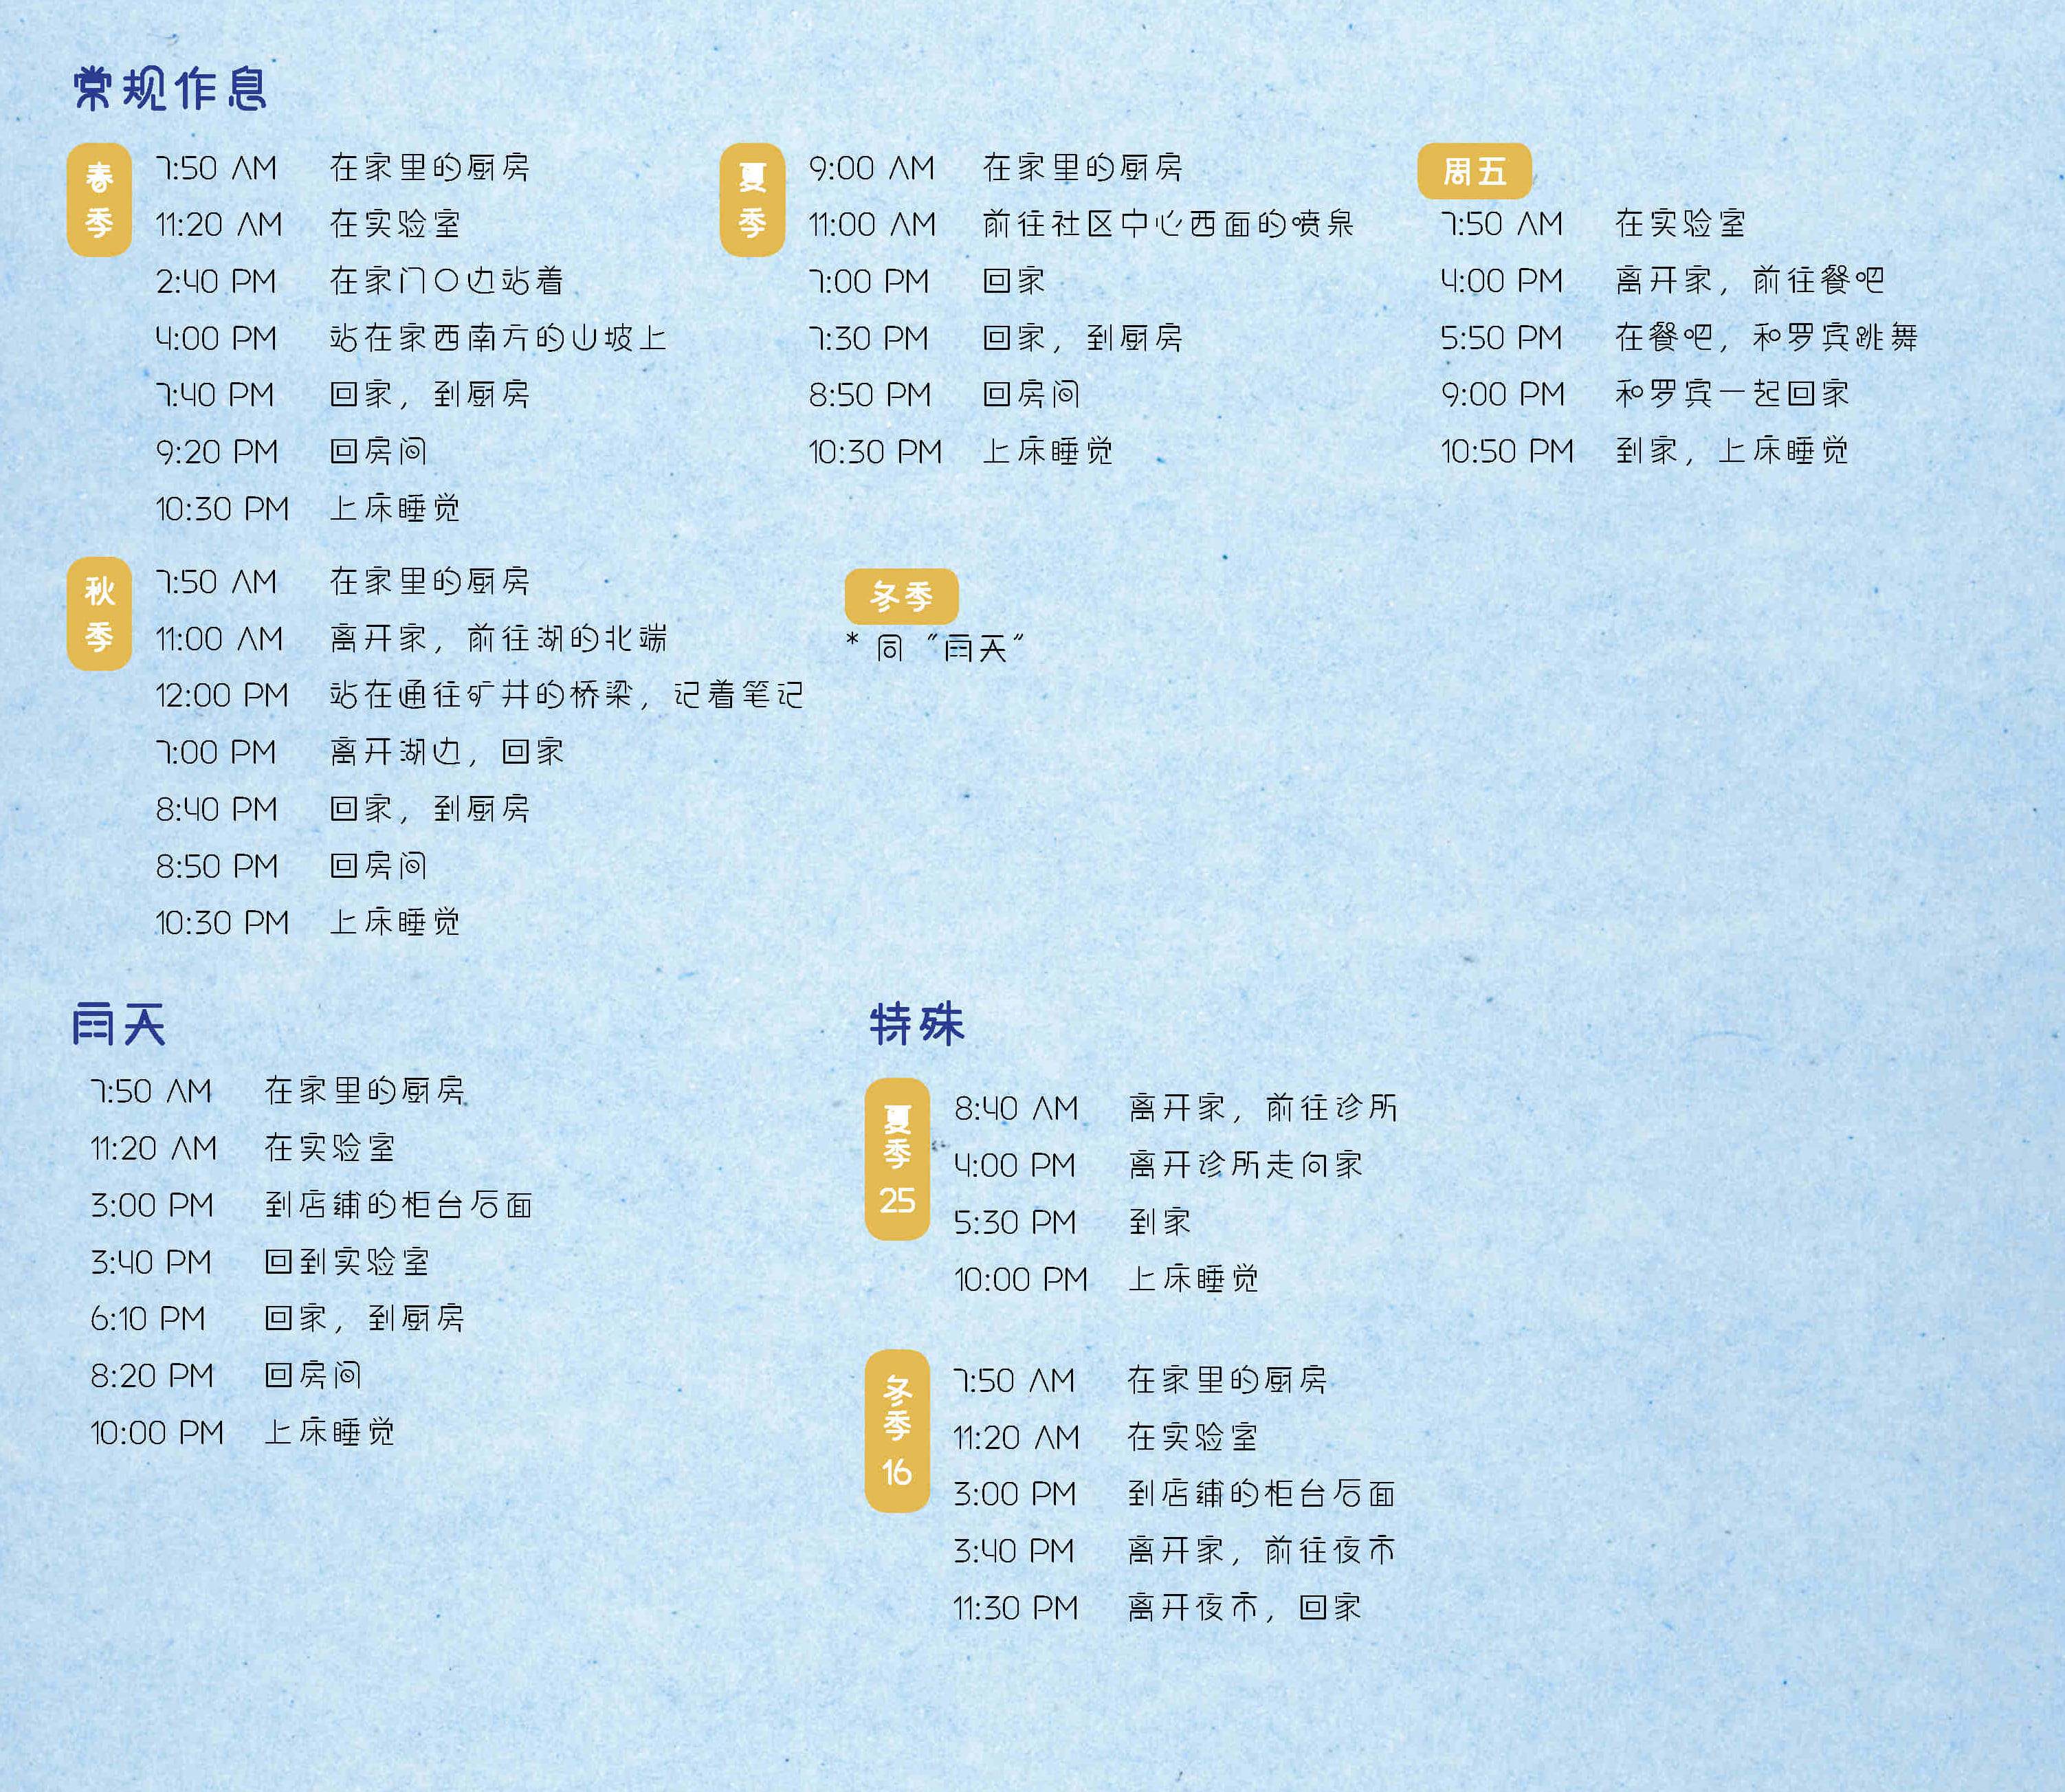 常规作息
春季
7:50 AM 在家里的厨房
11:20 AM 在实验室
2:40 PM 在家门口边站着
4:00 PM 站在家西南方的山坡上
7:40 PM 回家，到厨房
9:20 PM 回房间
10:30 PM 上床睡觉
夏季
9:00 AM 在家里的厨房
11:00 AM 前往社区中心西面的喷泉
7:00 PM 回家
7:30 PM 回家，到厨房
8:50 PM 回房间
10:30 PM 上床睡觉
周五
7:50 AM 在实验室
4:00 PM 离开家，前往餐吧
5:50 PM 在餐吧，和罗宾跳舞
9:00 PM 和罗宾一起回家
10:50 PM 到家，上床睡觉
秋季
7:50 AM 在家里的厨房
11:00 AM 离开家，前往湖的北端
12:00 PM 站在通往矿井的桥梁，记着笔记
7:00 PM 离开湖边，回家
8:40 PM 回家，到厨房
8:50 PM 回房间
10:30 PM 上床睡觉
冬季
* 同 “雨天”
雨天
7:50 AM 在家里的厨房
11:20 AM 在实验室
3:00 PM 到店铺的柜台后面
3:40 PM 回到实验室
6:10 PM 回家，到厨房
8:20 PM 回房间
10:00 PM 上床睡觉
特殊
夏季25
8:40 AM 离开家，前往诊所
4:00 PM 离开诊所走向家
5:30 PM 到家
10:00 PM 上床睡觉
冬季16
7:50 AM 在家里的厨房
11:20 AM 在实验室
3:00 PM 到店铺的柜台后面
3:40 PM 离开家，前往夜市
11:30 PM 离开夜市，回家